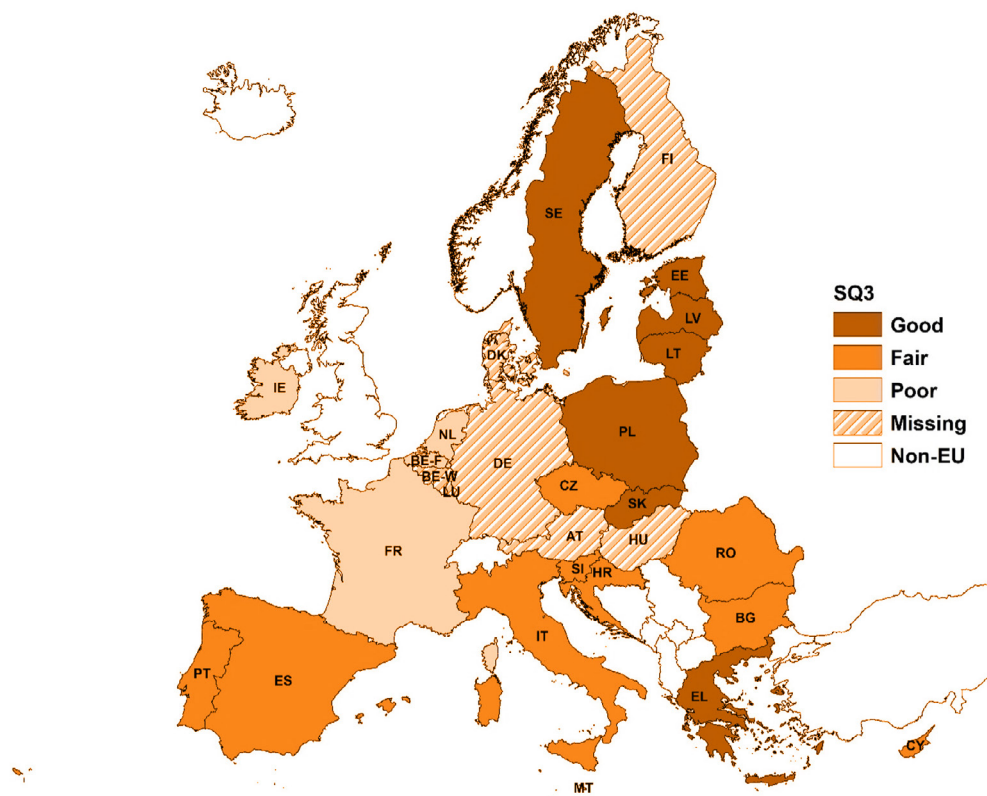 FI
SE
EE
SQ3
Good
LV
Fair
LT
DK
IE
Poor
Missing
NL
PL
Non-EU
BE-F
DE
BE-W
CZ
LU
SK
AT
HU
FR
RO
SI
HR
BG
IT
PT
ES
EL
CY
MT